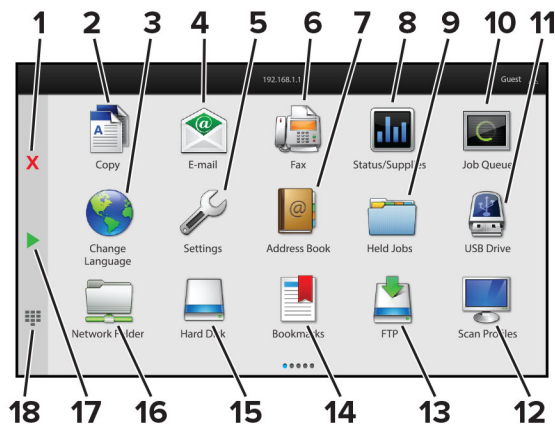 1 2 3 4 5 6 7 8 9 10 11
192.168.1.1
Guest
X
A
Copy
E-mail
Fax
Status/Supplies
Job Queue
Change
Language
Settings
Address Book
Held Jobs
USB Drive
Network Folder
Hard Disk
Bookmarks
FTP
Scan Profiles
18 17 16 15 14 13 12